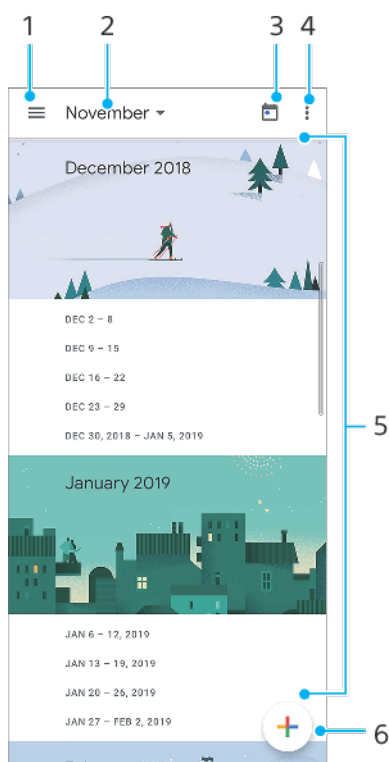 1 2 3 4
November
December 2018
DEC 2 – 8
DEC 9 – 15
DEC 16 – 22
DEC 23 – 29
DEC 30, 2018 – JAN 5, 2019
5
January 2019
JAN 6 – 12, 2019
JAN 13 – 19, 2019
JAN 20 – 26, 2019
JAN 27 – FEB 2, 2019
6